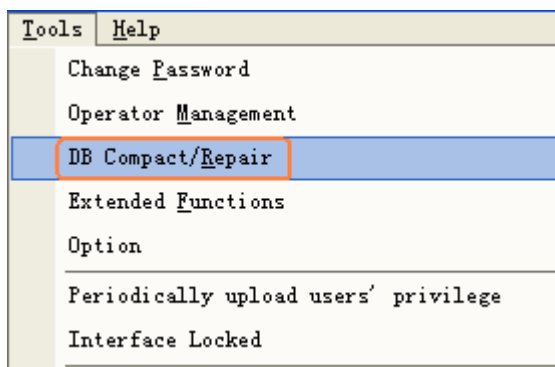 Tools Help
Change Password
Operator Management
DB Compact/Repair
Extended Functions
Option
Periodically upload users' privilege
Interface Locked